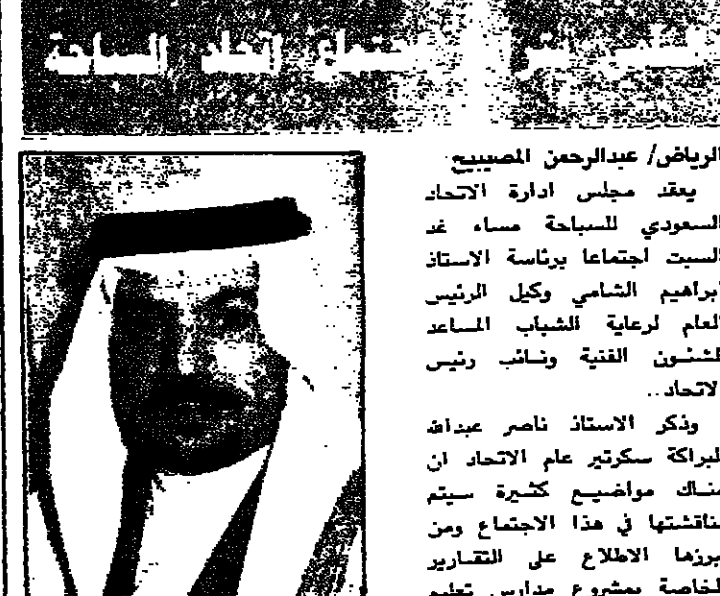 اجتماع اتحاد السباحة
الرياض/ عبدالرحمن المصيبيح
يعقد مجلس ادارة الاتحاد
السعودي للسباحة مساء غد
السبت اجتماعا برئاسة الاستاذ
ابراهيم الشامي وكيل الرئيس
العام لرعاية الشباب المساعد
لشئون الفنية ونائب رئيس
الاتحاد..
وذكر الاستاذ ناصر عبدالله
البراكة سكرتير عام الاتحاد ان
هناك مواضيع كثيرة سيتم
مناقشتها في هذا الاجتماع ومن
ابرزها الاطلاع على التقارير
الخاصة بمشروع مدارس تعليم